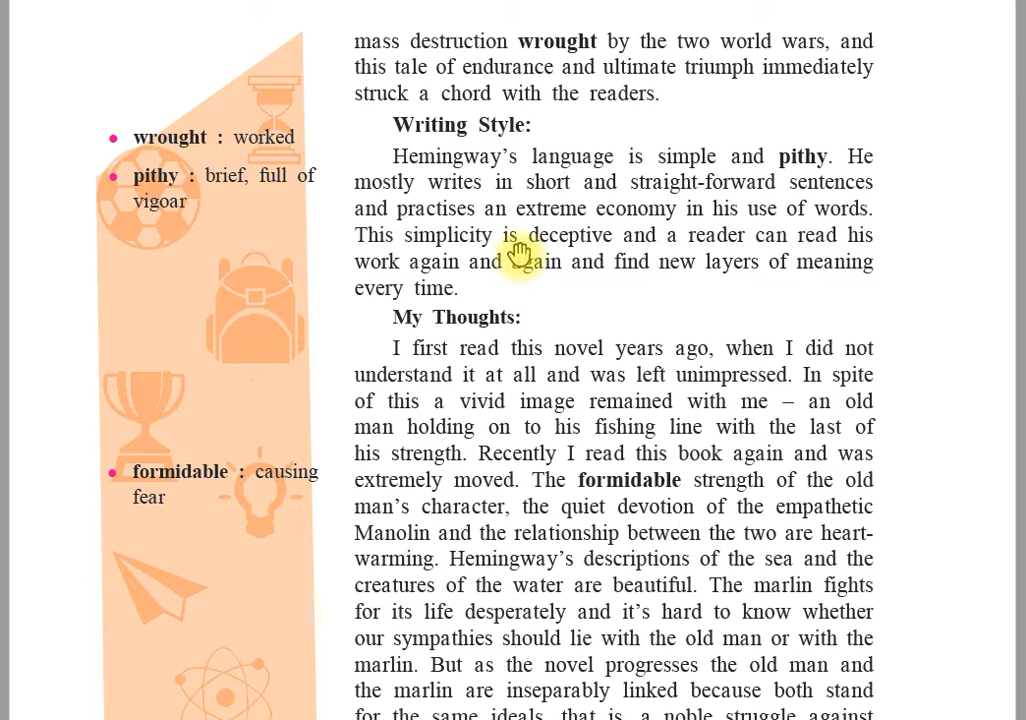 mass destruction wrought by the two world wars, and
this tale of endurance and ultimate triumph immediately
struck a chord with the readers.
Writing Style:
Hemingway's language is simple and pithy. He
mostly writes in short and straight-forward sentences
and practises an extreme economy in his use of words.
This simplicity is deceptive and a reader can read his
work again and again and find new layers of meaning
every time.
My Thoughts:
I first read this novel years ago, when I did not
understand it at all and was left unimpressed. In spite
of this a vivid image remained with me – an old
man holding on to his fishing line with the last of
his strength. Recently I read this book again and was
extremely moved. The formidable strength of the old
man's character, the quiet devotion of the empathetic
Manolin and the relationship between the two are heart-
warming. Hemingway's descriptions of the sea and the
creatures of the water are beautiful. The marlin fights
for its life desperately and it's hard to know whether
our sympathies should lie with the old man or with the
marlin. But as the novel progresses the old man and
the marlin are inseparably linked because both stand
for the same ideals, that is, a noble struggle against
• wrought : worked
• pithy : brief, full of
vigoar
• formidable : causing
fear